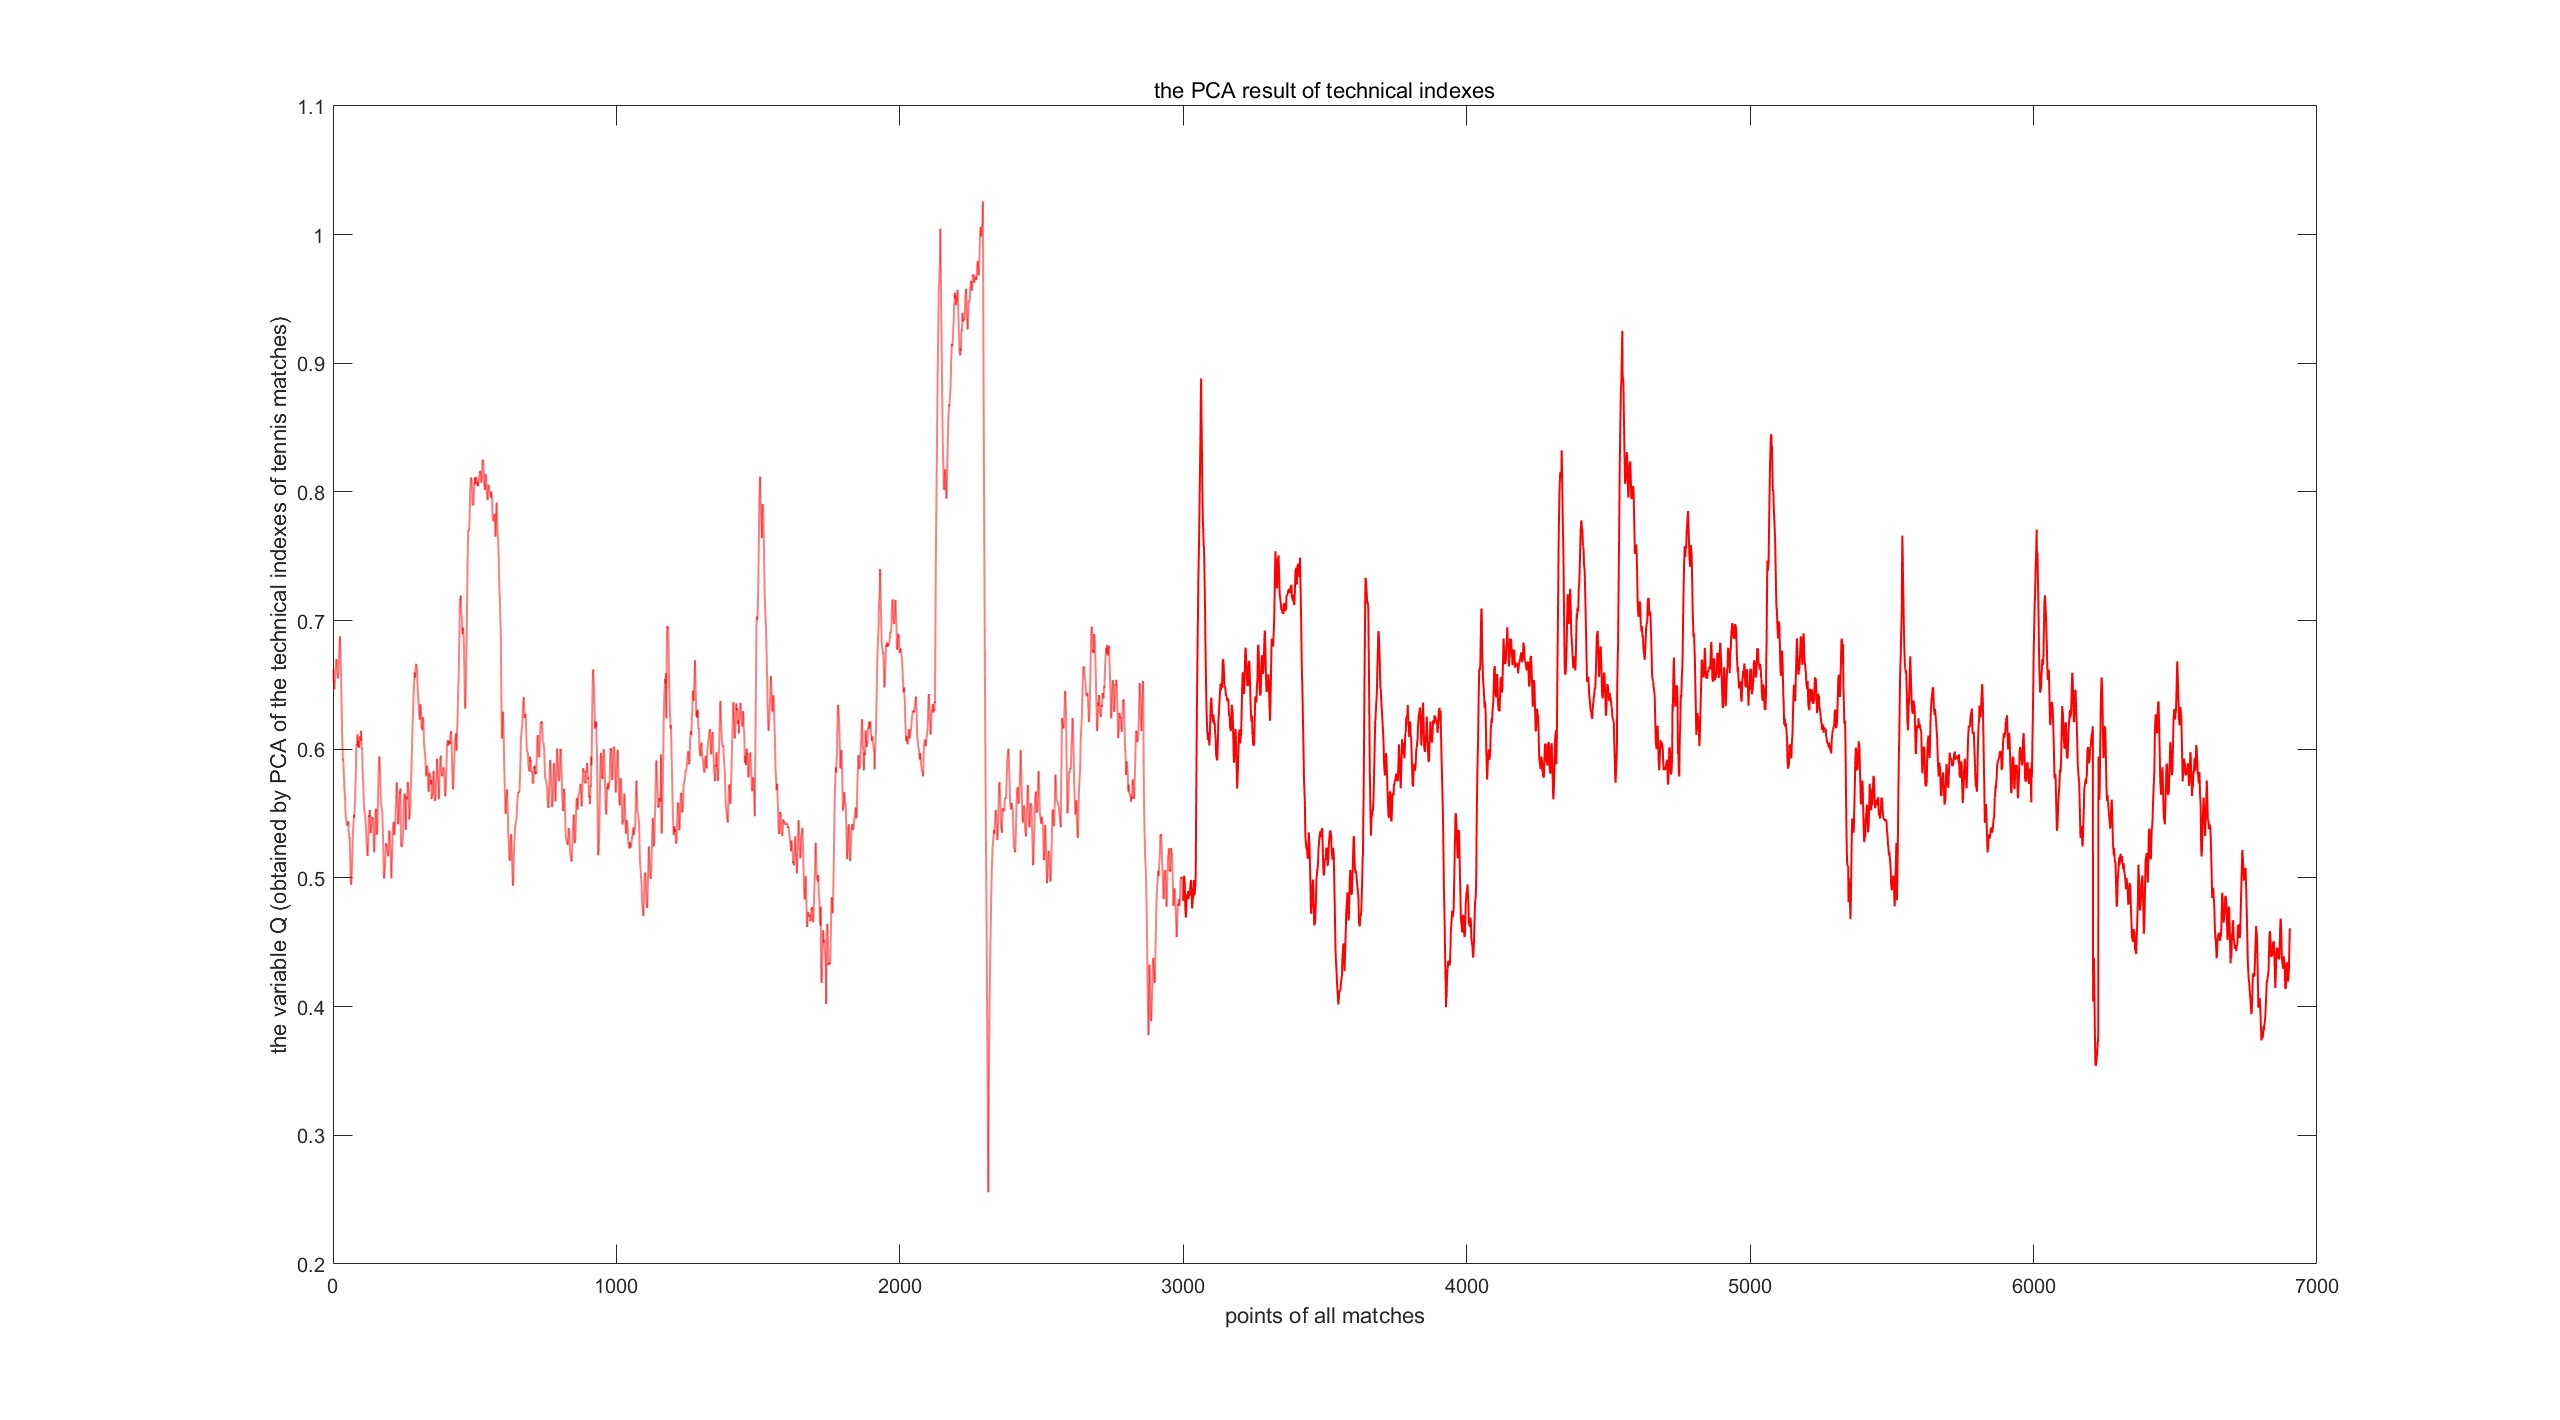 the PCA result of technical indexes
1.1
1
0.9
0.8
0.7
0.6
0.5
0.4
0.3
0.2
the variable Q (obtained by PCA of the technical indexes of tennis matches)
0 1000 2000 3000 4000 5000 6000 7000
points of all matches